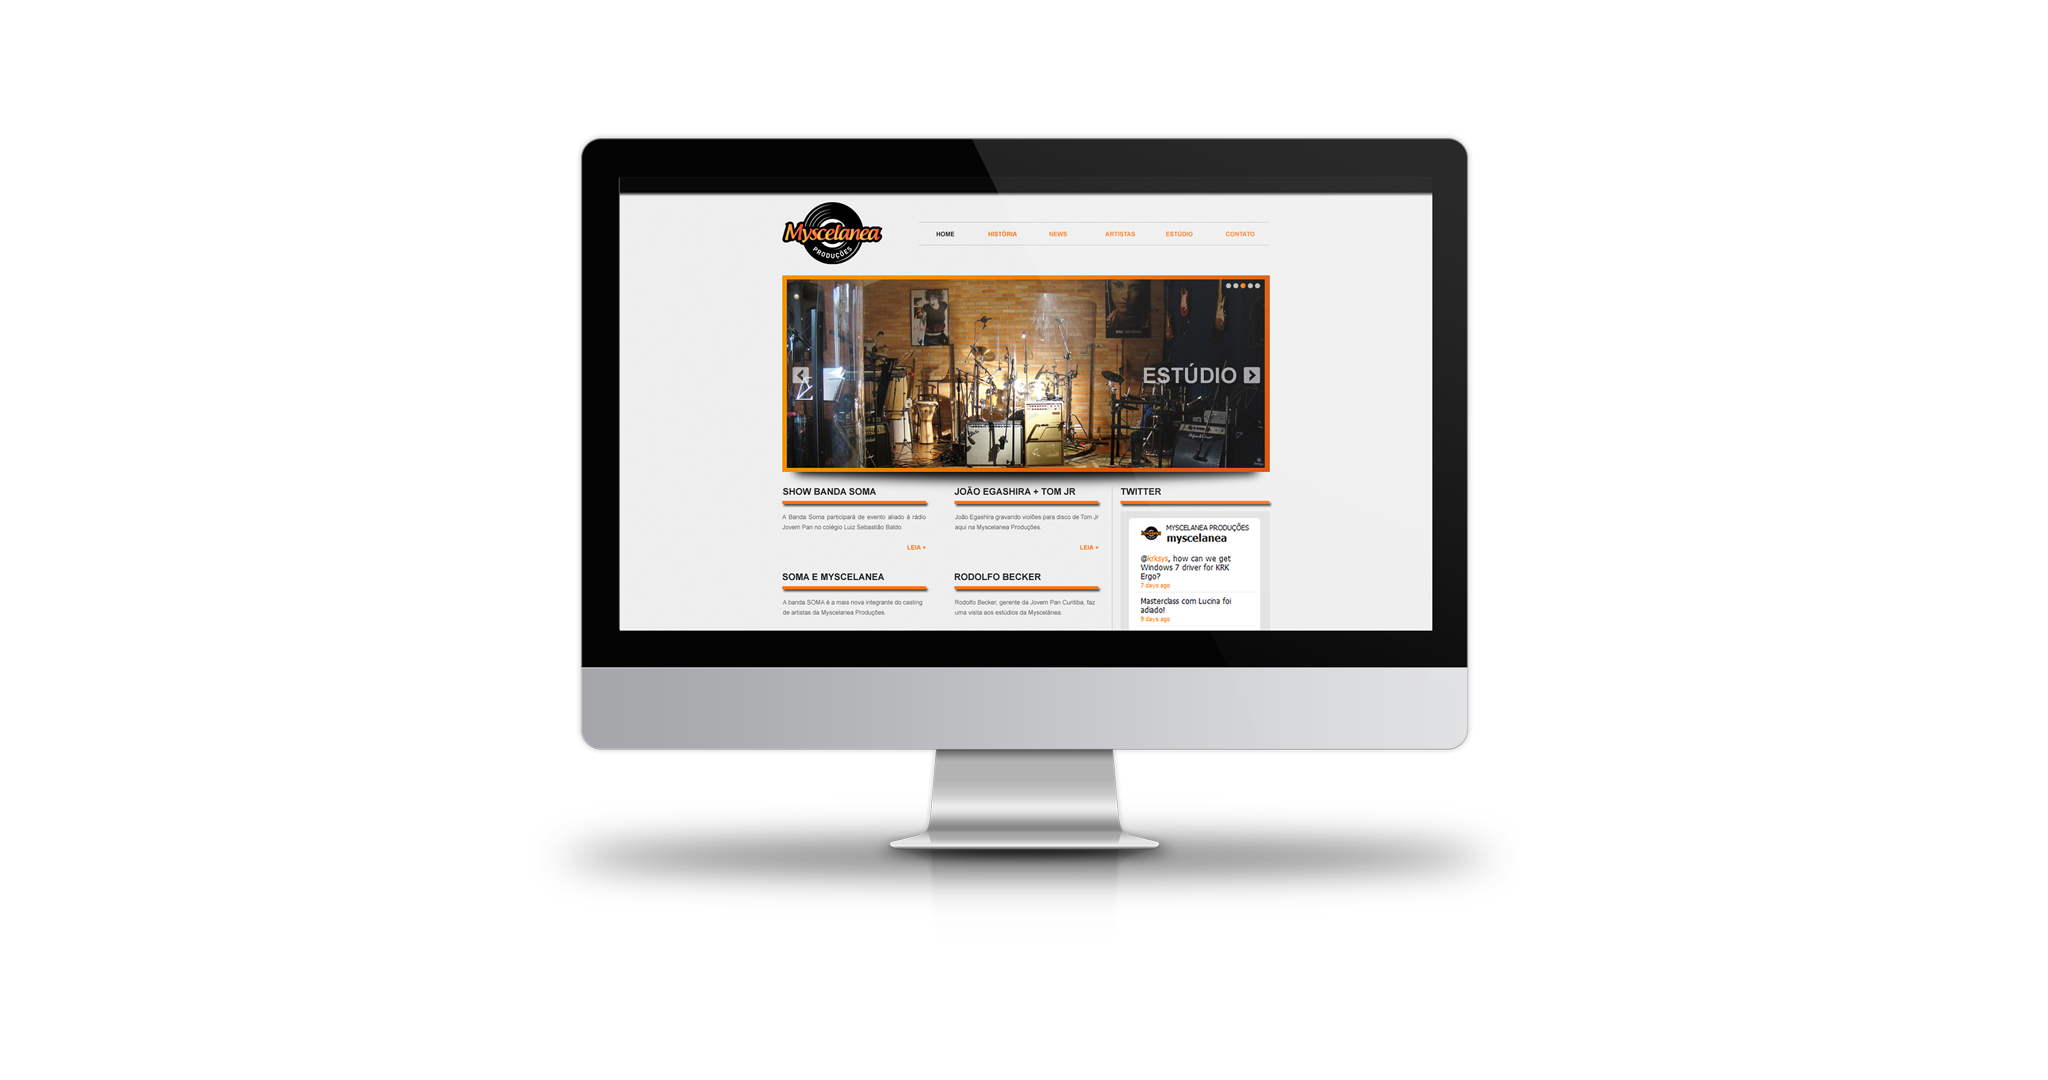 Myscelanea
PRODUÇÕES
HOME HISTÓRIA NEWS ARTISTAS ESTÚDIO CONTATO
ESTÚDIO
SHOW BANDA SOMA
A Banda Soma participará de evento aliado à rádio
Jovem Pan no colégio Luiz Sebastião Baldo.
LEIA +
JOÃO EGASHIRA + TOM JR
João Egashira gravando violões para disco de Tom Jr
aqui na Myscelanea Produções.
LEIA +
SOMA E MYSCELANEA
A banda SOMA é a mais nova integrante do casting
de artistas da Myscelanea Produções.
RODOLFO BECKER
Rodolfo Becker, gerente da Jovem Pan Curitiba, faz
uma visita aos estúdios da Myscelânea.
TWITTER
MYSCELANEA PRODUÇÕES
myscelanea
@krksys, how can we get
Windows 7 driver for KRK
Ergo?
7 days ago
Masterclass com Lucina foi
adiado!
9 days ago